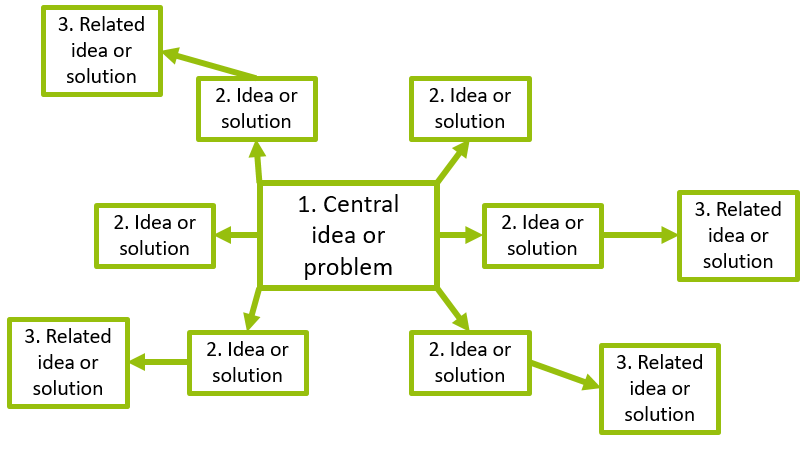 3. Related
idea or
solution
2. Idea or
solution
2. Idea or
solution
1. Central
idea or
problem
2. Idea or
solution
2. Idea or
solution
3. Related
idea or
solution
3. Related
idea or
solution
2. Idea or
solution
2. Idea or
solution
3. Related
idea or
solution